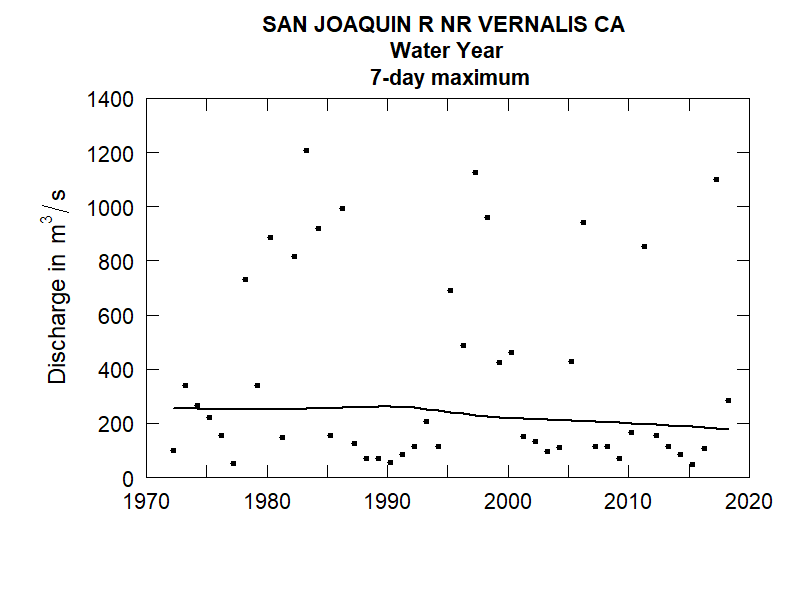 SAN JOAQUIN R NR VERNALIS CA
Water Year
7-day maximum
1400
1200
1000
800
600
400
200
0
Discharge in m³/s
1970 1980 1990 2000 2010 2020